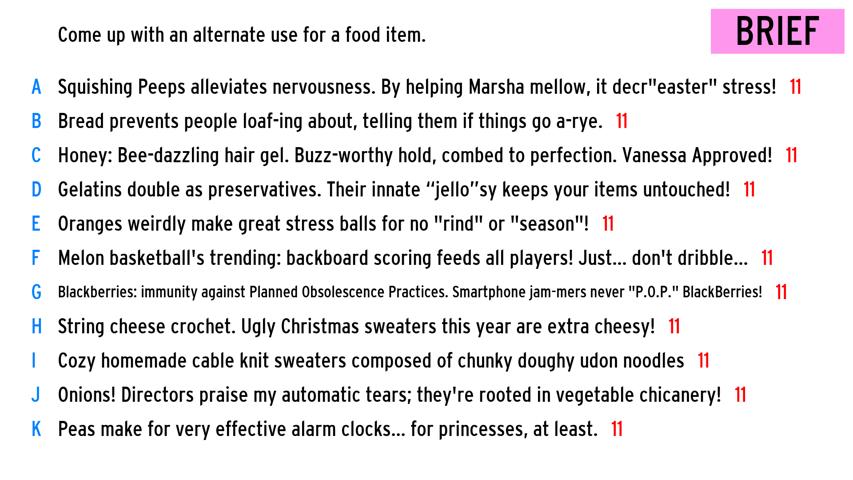 Come up with an alternate use for a food item.
BRIEF
A Squishing Peeps alleviates nervousness. By helping Marsha mellow, it decr"easter" stress! 11
B Bread prevents people loaf-ing about, telling them if things go a-rye. 11
C Honey: Bee-dazzling hair gel. Buzz-worthy hold, combed to perfection. Vanessa Approved! 11
D Gelatins double as preservatives. Their innate “jello”sy keeps your items untouched! 11
E Oranges weirdly make great stress balls for no "rind" or "season"! 11
F Melon basketball's trending: backboard scoring feeds all players! Just... don't dribble... 11
G Blackberries: immunity against Planned Obsolescence Practices. Smartphone jam-mers never "P.O.P." BlackBerries! 11
H String cheese crochet. Ugly Christmas sweaters this year are extra cheesy! 11
I Cozy homemade cable knit sweaters composed of chunky doughy udon noodles 11
J Onions! Directors praise my automatic tears; they're rooted in vegetable chicanery! 11
K Peas make for very effective alarm clocks... for princesses, at least. 11